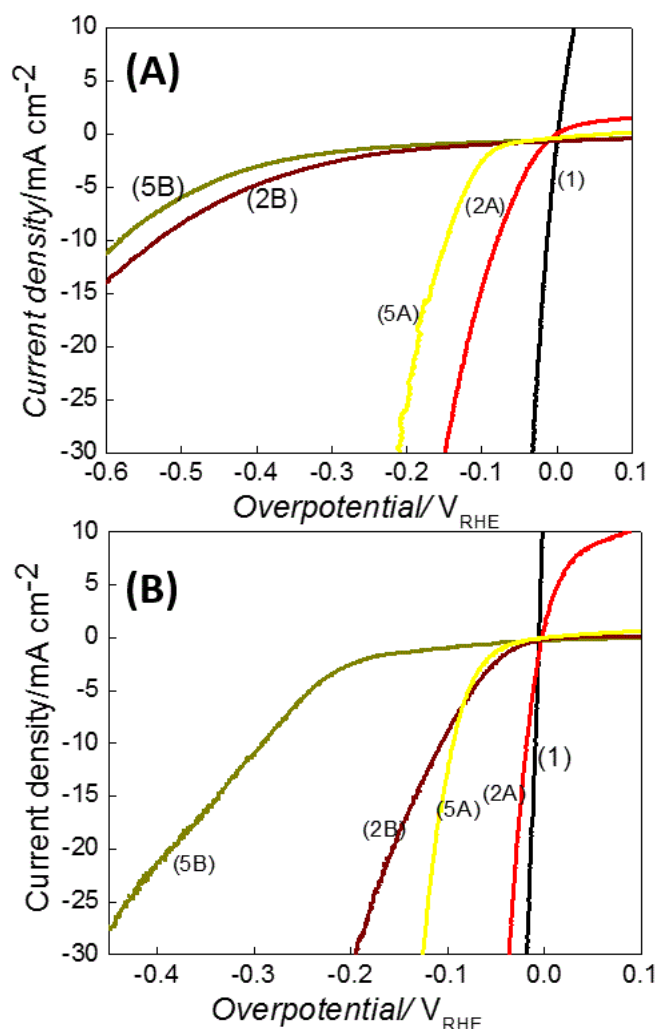 (A)
Current density/mA cm-2
10
5
0
-5
-10
-15
-20
-25
-30
(5B)
(2B)
(5A)
(2A)
(1)
-0.6 -0.5 -0.4 -0.3 -0.2 -0.1 0.0 0.1
Overpotential/ VRHE
(B)
Current density/mA cm-2
10
5
0
-5
-10
-15
-20
-25
-30
(5B)
(2B)
(5A)
(2A)
(1)
-0.4 -0.3 -0.2 -0.1 0.0 0.1
Overpotential/ VRHE